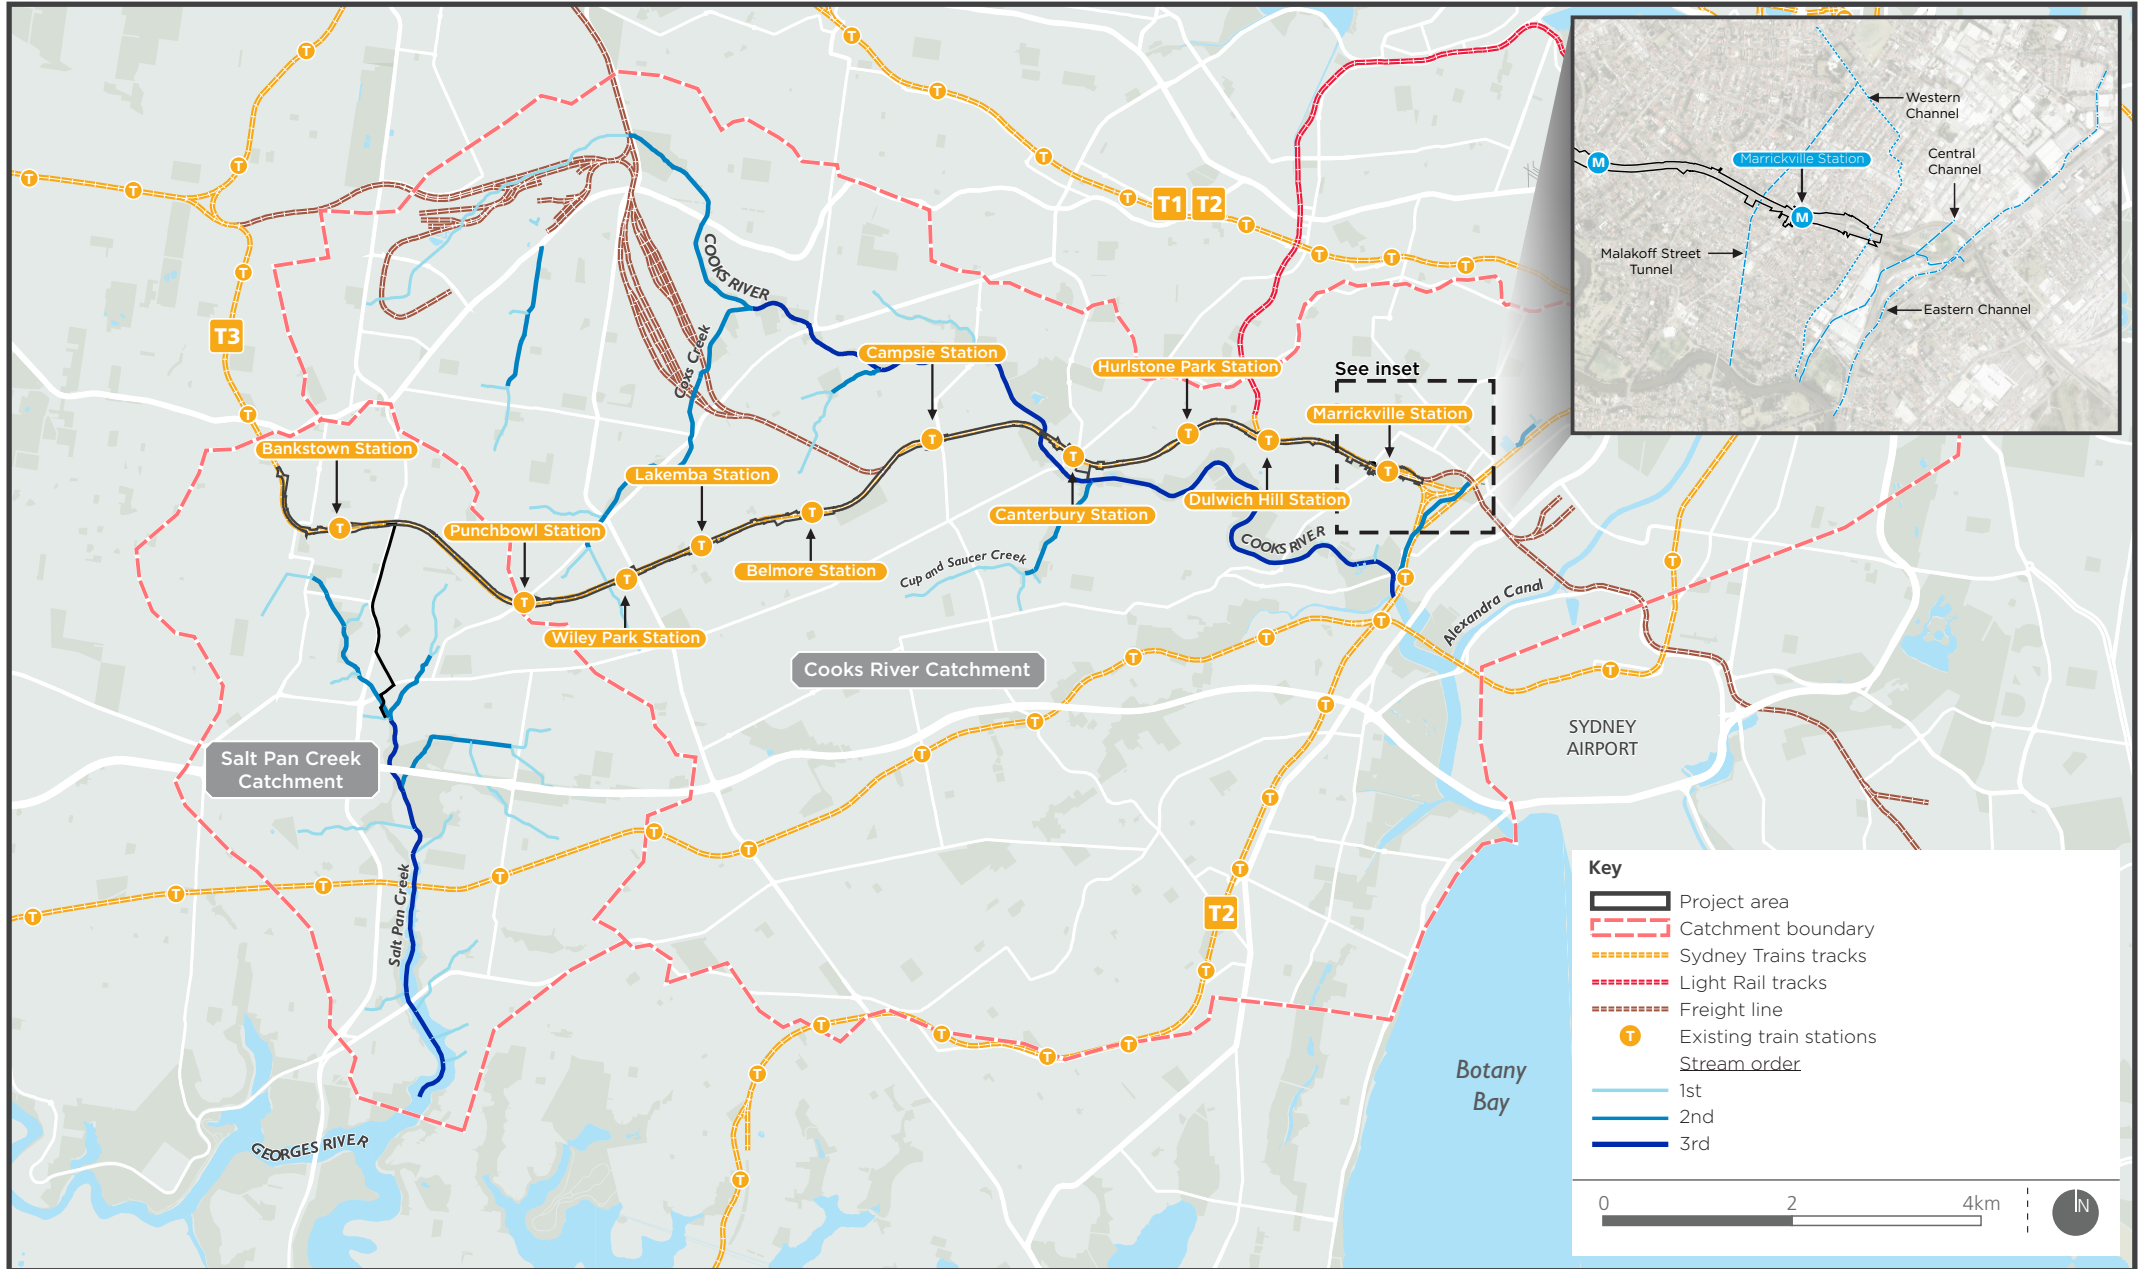 T1 T2
T3
T2
COOKS RIVER
Coxs Creek
Campsie Station
Hurlstone Park Station
See inset
Marrickville Station
Bankstown Station
Lakemba Station
Punchbowl Station
Canterbury Station
Dulwich Hill Station
COOKS RIVER
Belmore Station
Cup and Saucer Creek
Wiley Park Station
Alexandra Canal
Cooks River Catchment
Salt Pan Creek
Catchment
SYDNEY
AIRPORT
Salt Pan Creek
GEORGES RIVER
Botany
Bay
Western
Channel
Central
Channel
Marrickville Station
M
M
Malakoff Street
Tunnel
Eastern Channel
Key
Project area
Catchment boundary
Sydney Trains tracks
Light Rail tracks
Freight line
T Existing train stations
Stream order
1st
2nd
3rd
0 2 4km
N